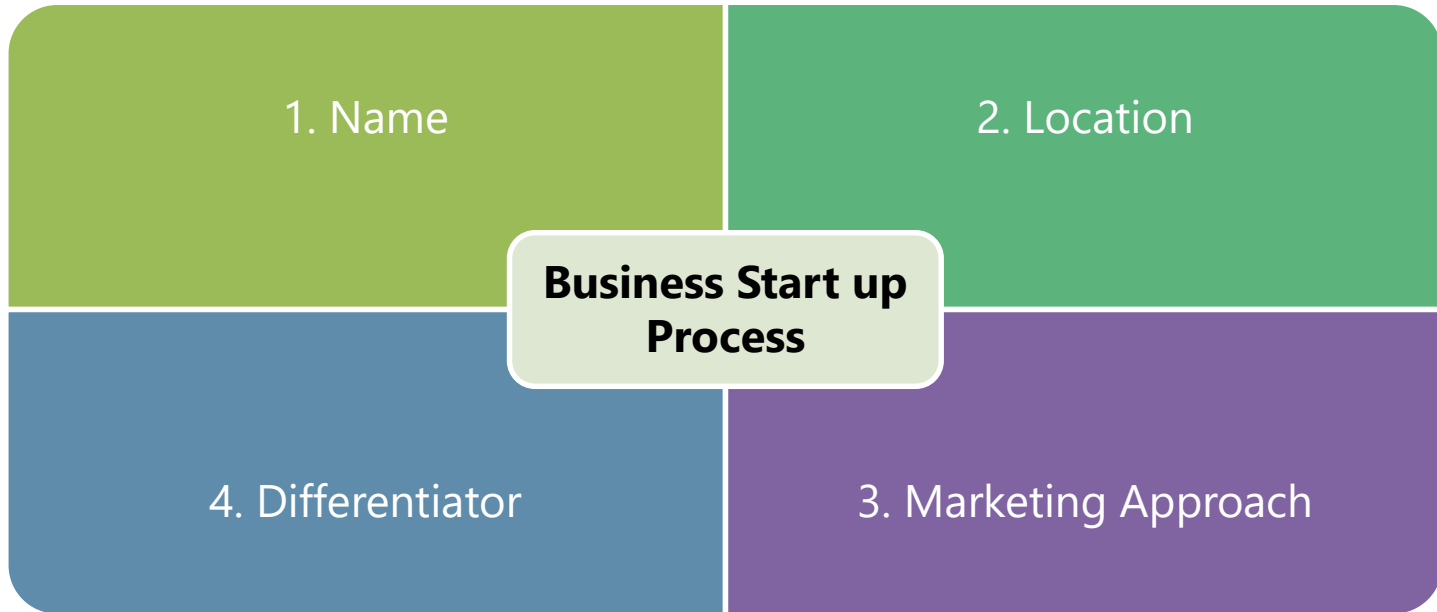 1. Name
2. Location
Business Start up
Process
4. Differentiator
3. Marketing Approach